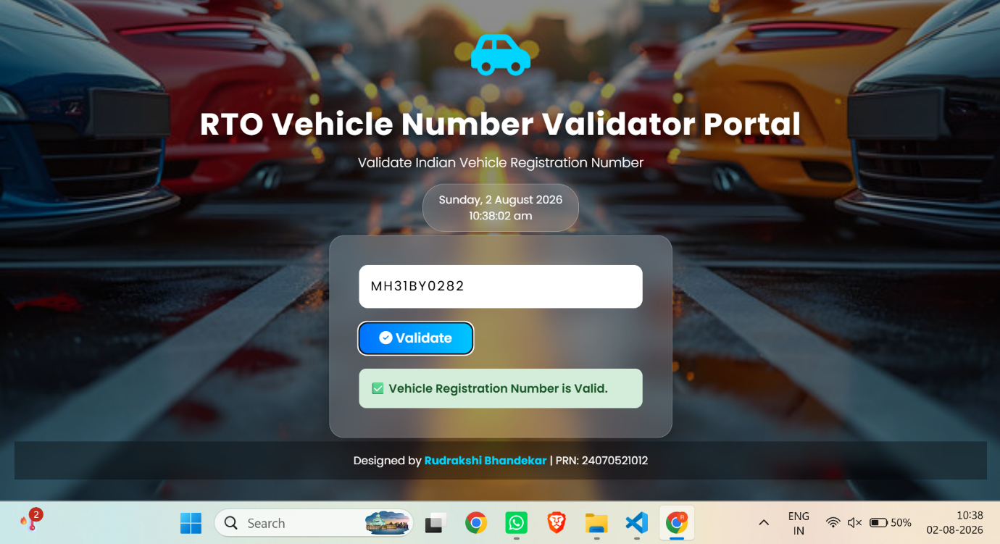 RTO Vehicle Number Validator Portal
Validate Indian Vehicle Registration Number
Sunday, 2 August 2026
10:38:02 am
MH31BY0282
Validate
Vehicle Registration Number is Valid.
Designed by Rudrakshi Bhandekar | PRN: 24070521012
2
Search
R
ENG
IN
50%
10:38
02-08-2026